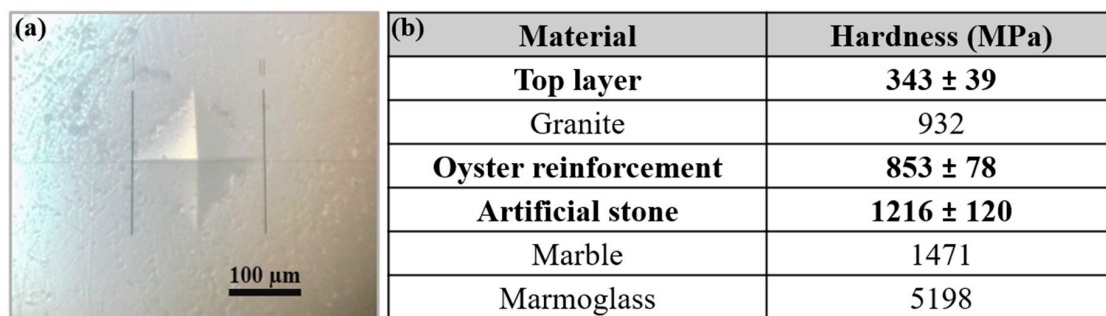 (a)
100 μm
(b)
Material Hardness (MPa)
Top layer 343 ± 39
Granite 932
Oyster reinforcement 853 ± 78
Artificial stone 1216 ± 120
Marble 1471
Marmoglass 5198